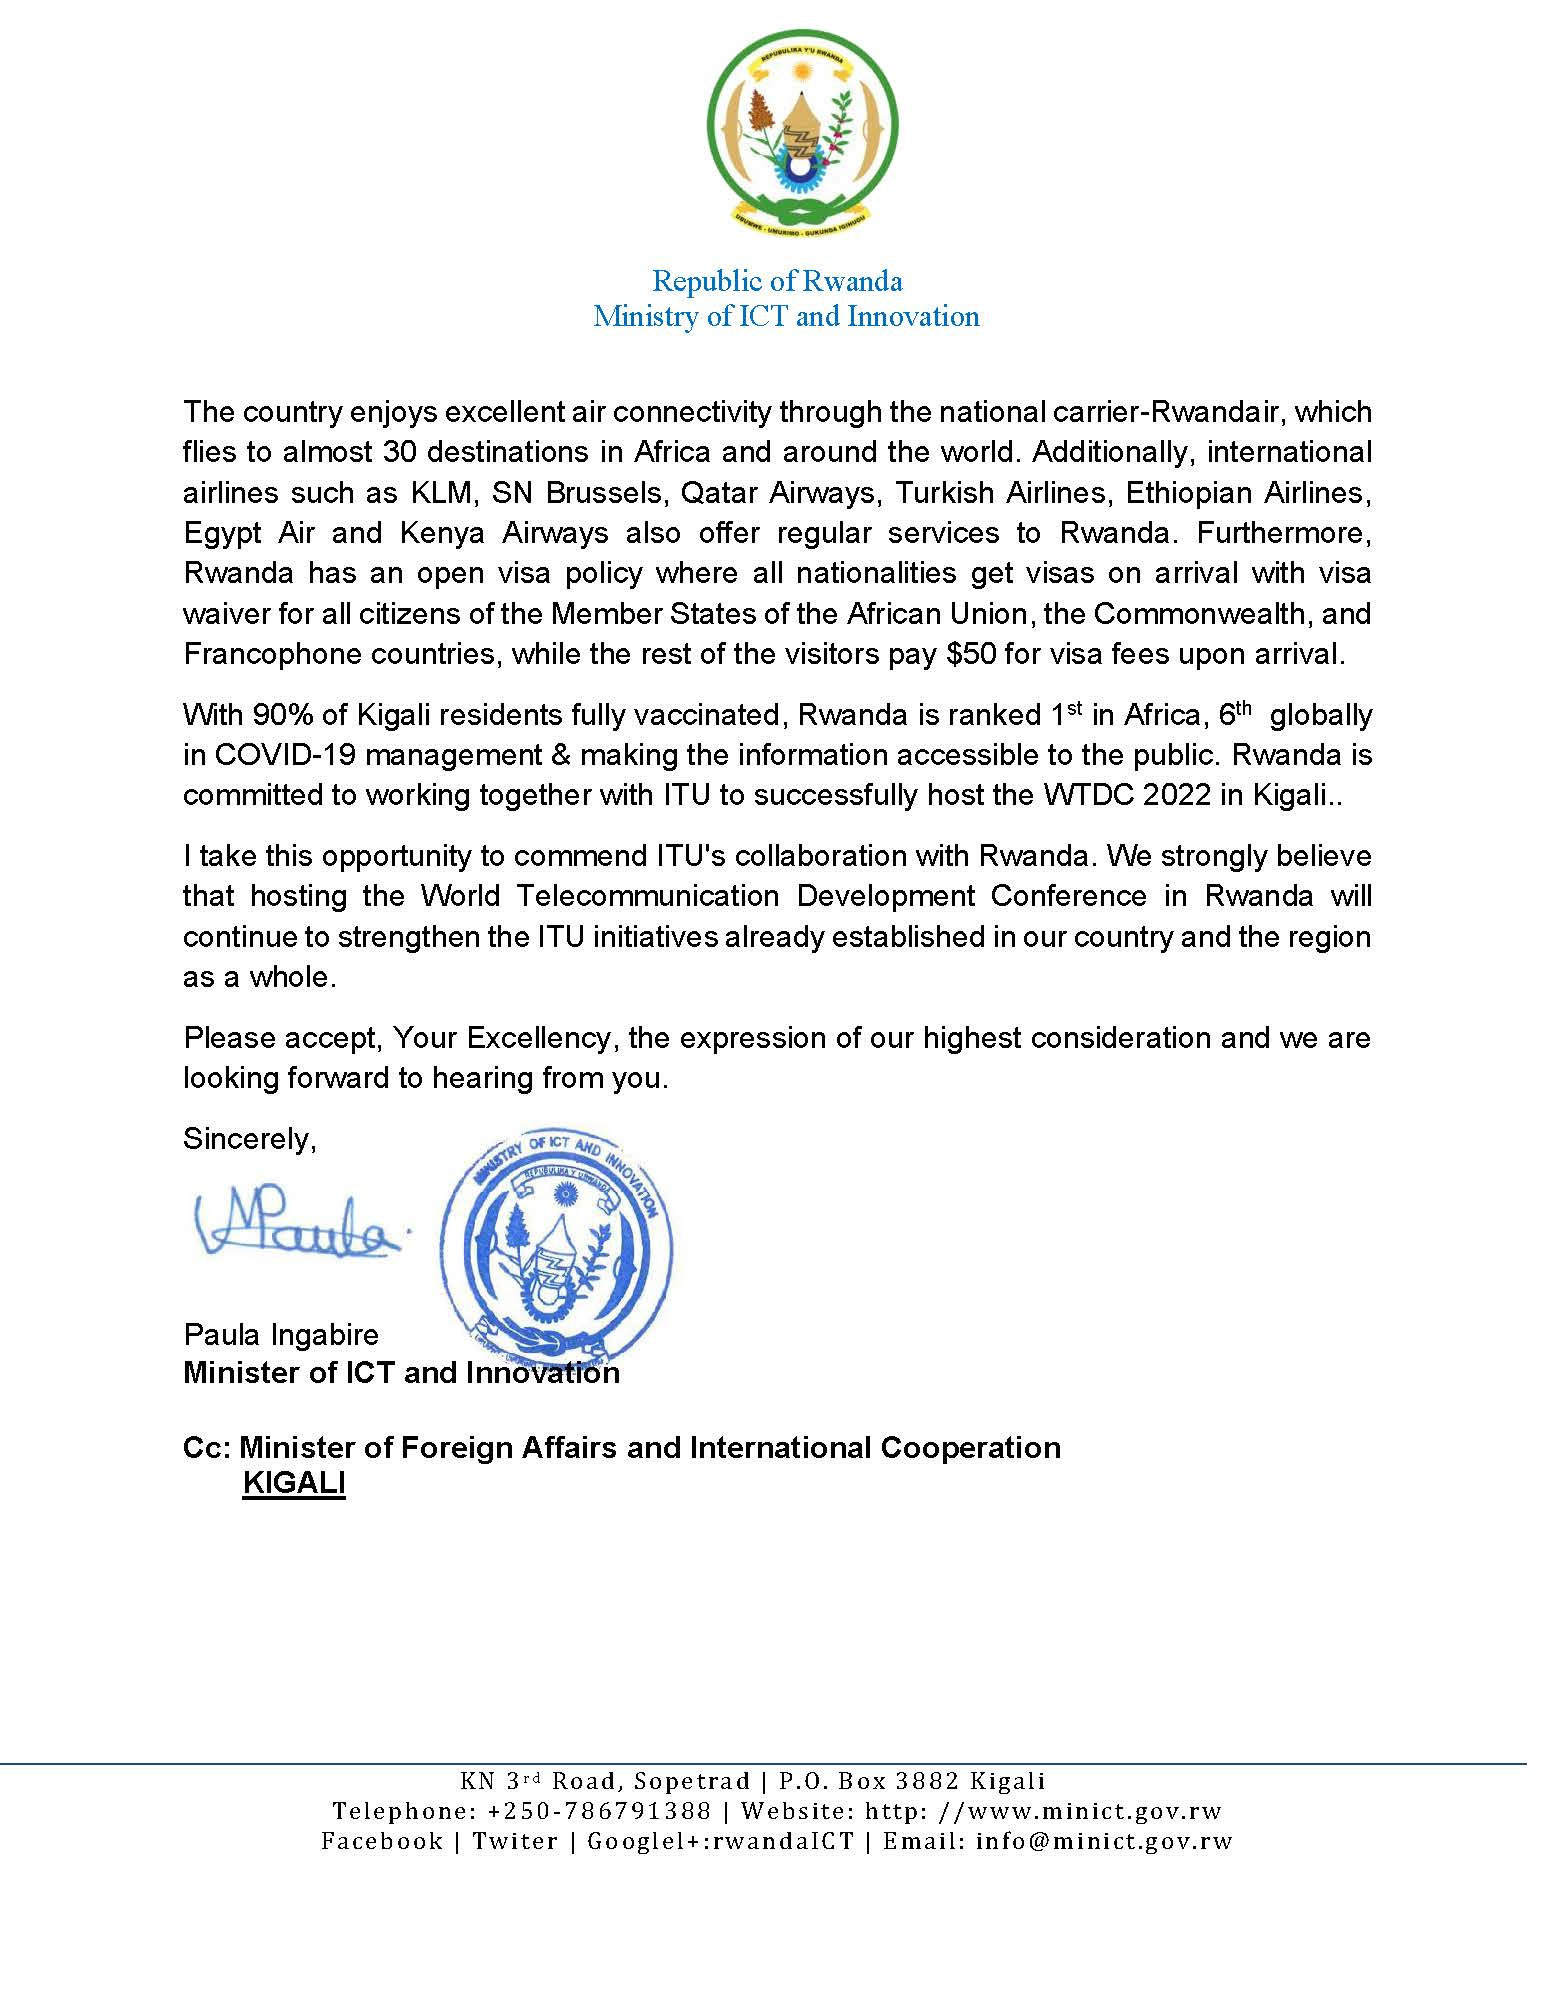 REPUBULIKA Y'U RWANDA
UBUMWE - UMURIMO - GUKUNDA IGIHUGU
Republic of Rwanda
Ministry of ICT and Innovation
The country enjoys excellent air connectivity through the national carrier-Rwandair, which
flies to almost 30 destinations in Africa and around the world. Additionally, international
airlines such as KLM, SN Brussels, Qatar Airways, Turkish Airlines, Ethiopian Airlines,
Egypt Air and Kenya Airways also offer regular services to Rwanda. Furthermore,
Rwanda has an open visa policy where all nationalities get visas on arrival with visa
waiver for all citizens of the Member States of the African Union, the Commonwealth, and
Francophone countries, while the rest of the visitors pay $50 for visa fees upon arrival.
With 90% of Kigali residents fully vaccinated, Rwanda is ranked 1st in Africa, 6th globally
in COVID-19 management & making the information accessible to the public. Rwanda is
committed to working together with ITU to successfully host the WTDC 2022 in Kigali..
I take this opportunity to commend ITU's collaboration with Rwanda. We strongly believe
that hosting the World Telecommunication Development Conference in Rwanda will
continue to strengthen the ITU initiatives already established in our country and the region
as a whole.
Please accept, Your Excellency, the expression of our highest consideration and we are
looking forward to hearing from you.
Sincerely,
MINISTRY OF ICT AND INNOVATION
REPUBULIKA Y'URWANDA
Paula
Paula Ingabire
Minister of ICT and Innovation
Cc: Minister of Foreign Affairs and International Cooperation
KIGALI
KN 3rd Road, Sopetrad | P.O. Box 3882 Kigali
Telephone: +250-786791388 | Website: http: //www.minict.gov.rw
Facebook | Twiter | Googlel+:rwandaICT | Email: info@minict.gov.rw